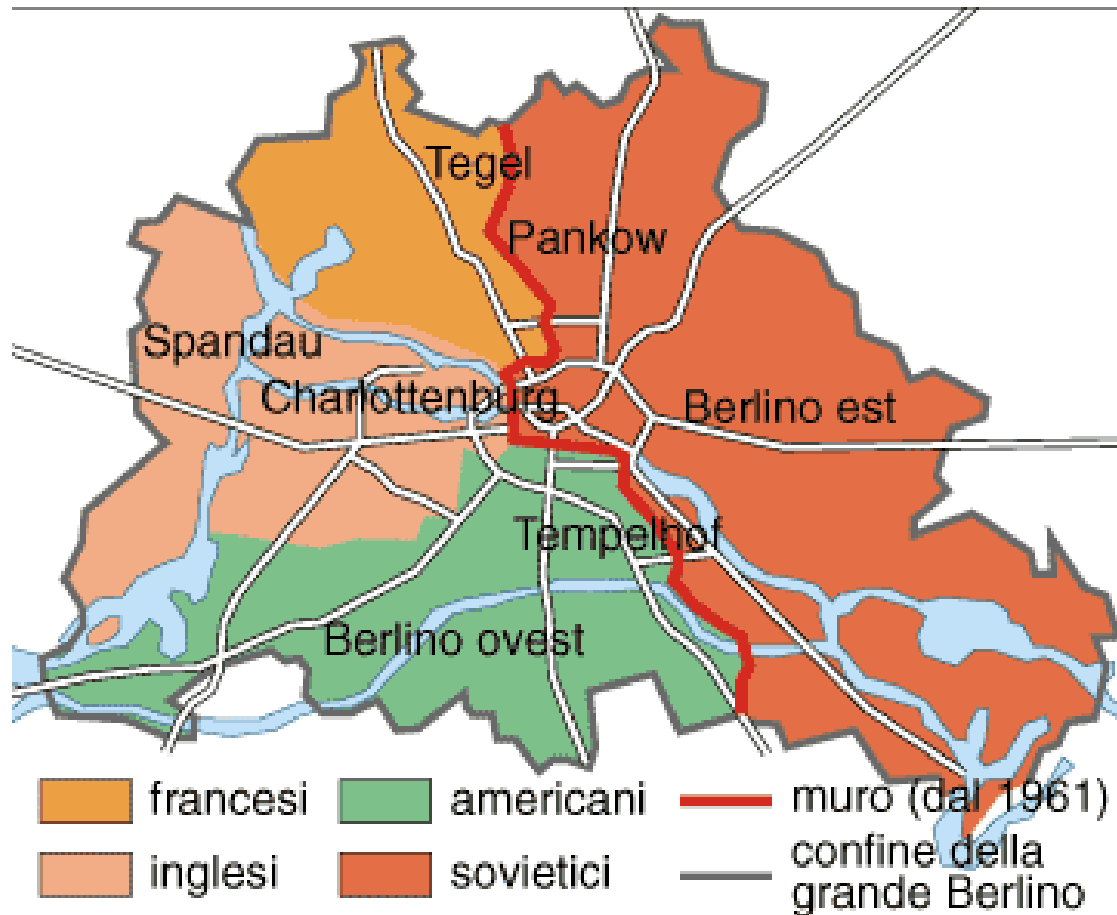 Tegel
Pankow
Spandau
Charlottenburg
Berlino est
Tempelhof
Berlino ovest
francesi
americani
muro (dal 1961)
inglesi
sovietici
confine della
grande Berlino